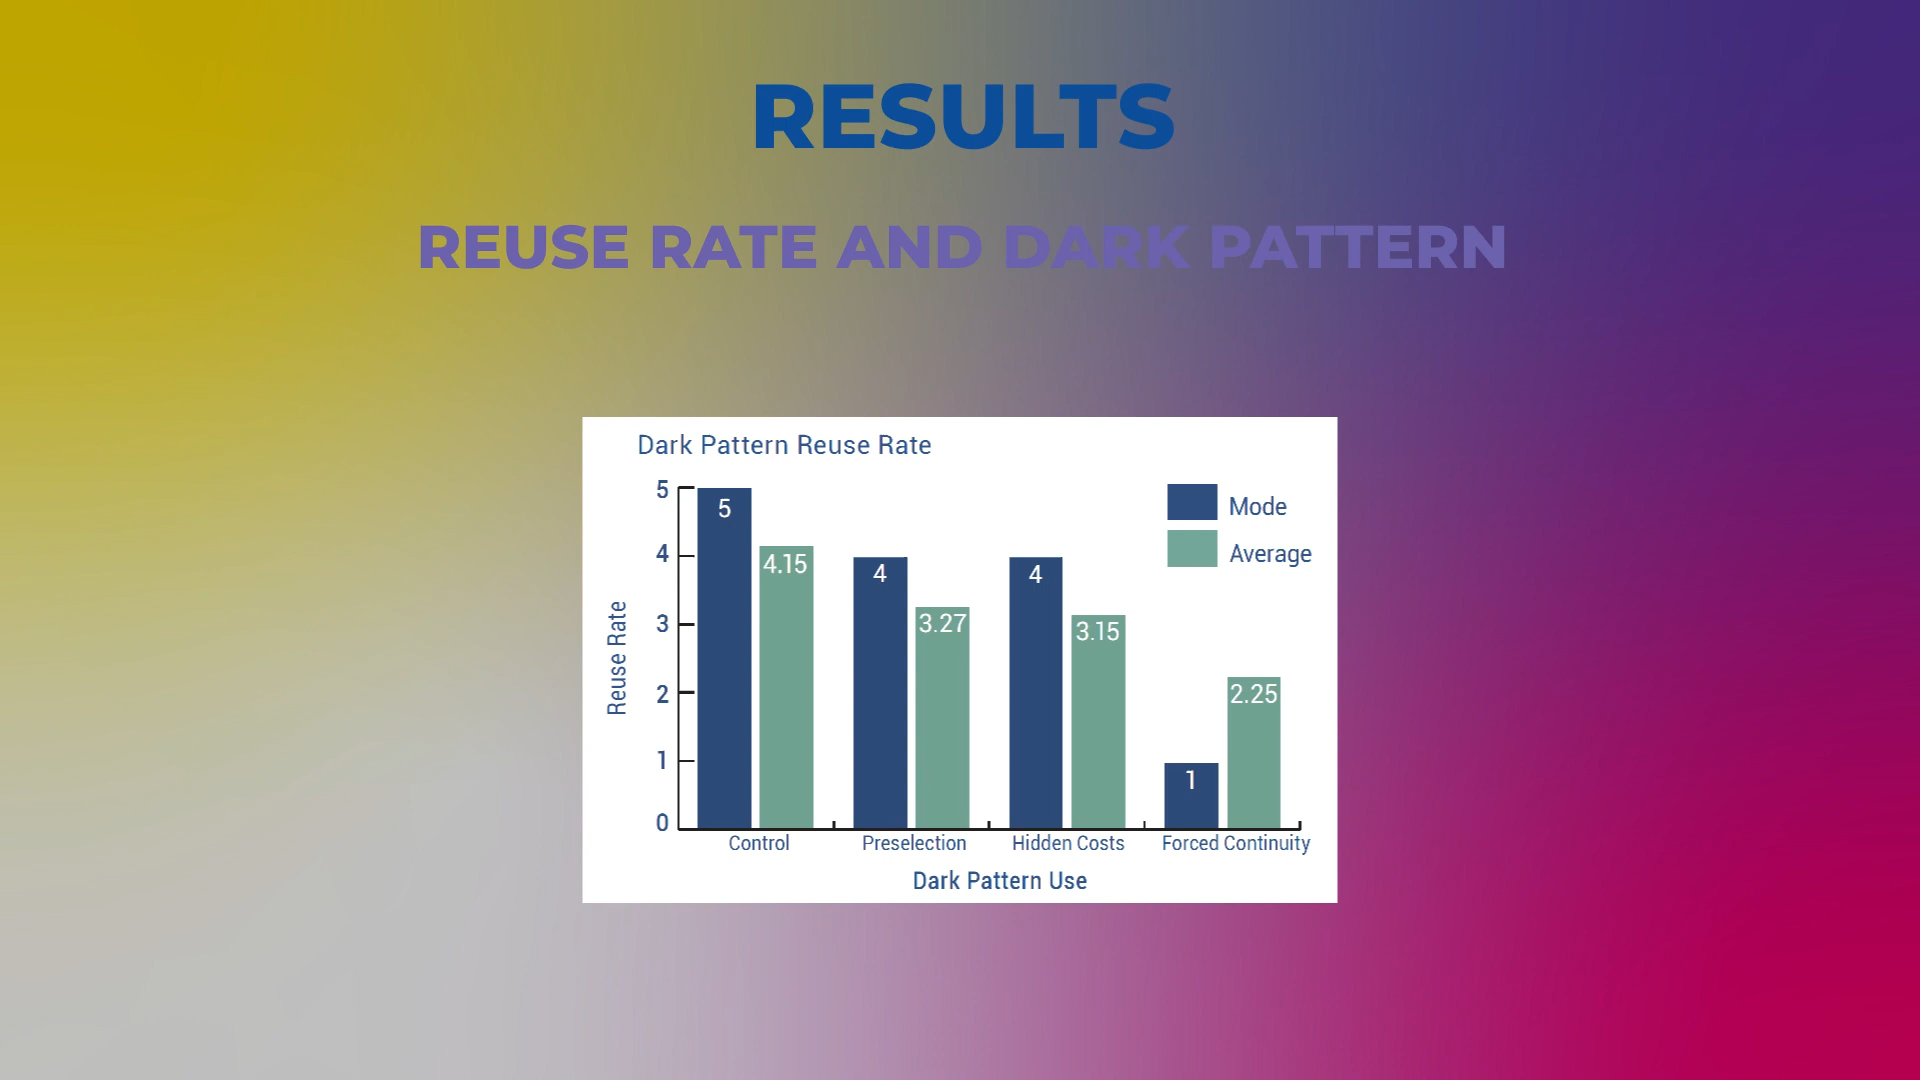 RESULTS
REUSE RATE AND DARK PATTERN
Dark Pattern Reuse Rate
Mode
Average
Reuse Rate
5
4
3
2
1
0
5
4.15
4
3.27
4
3.15
1
2.25
Control
Preselection
Hidden Costs
Forced Continuity
Dark Pattern Use